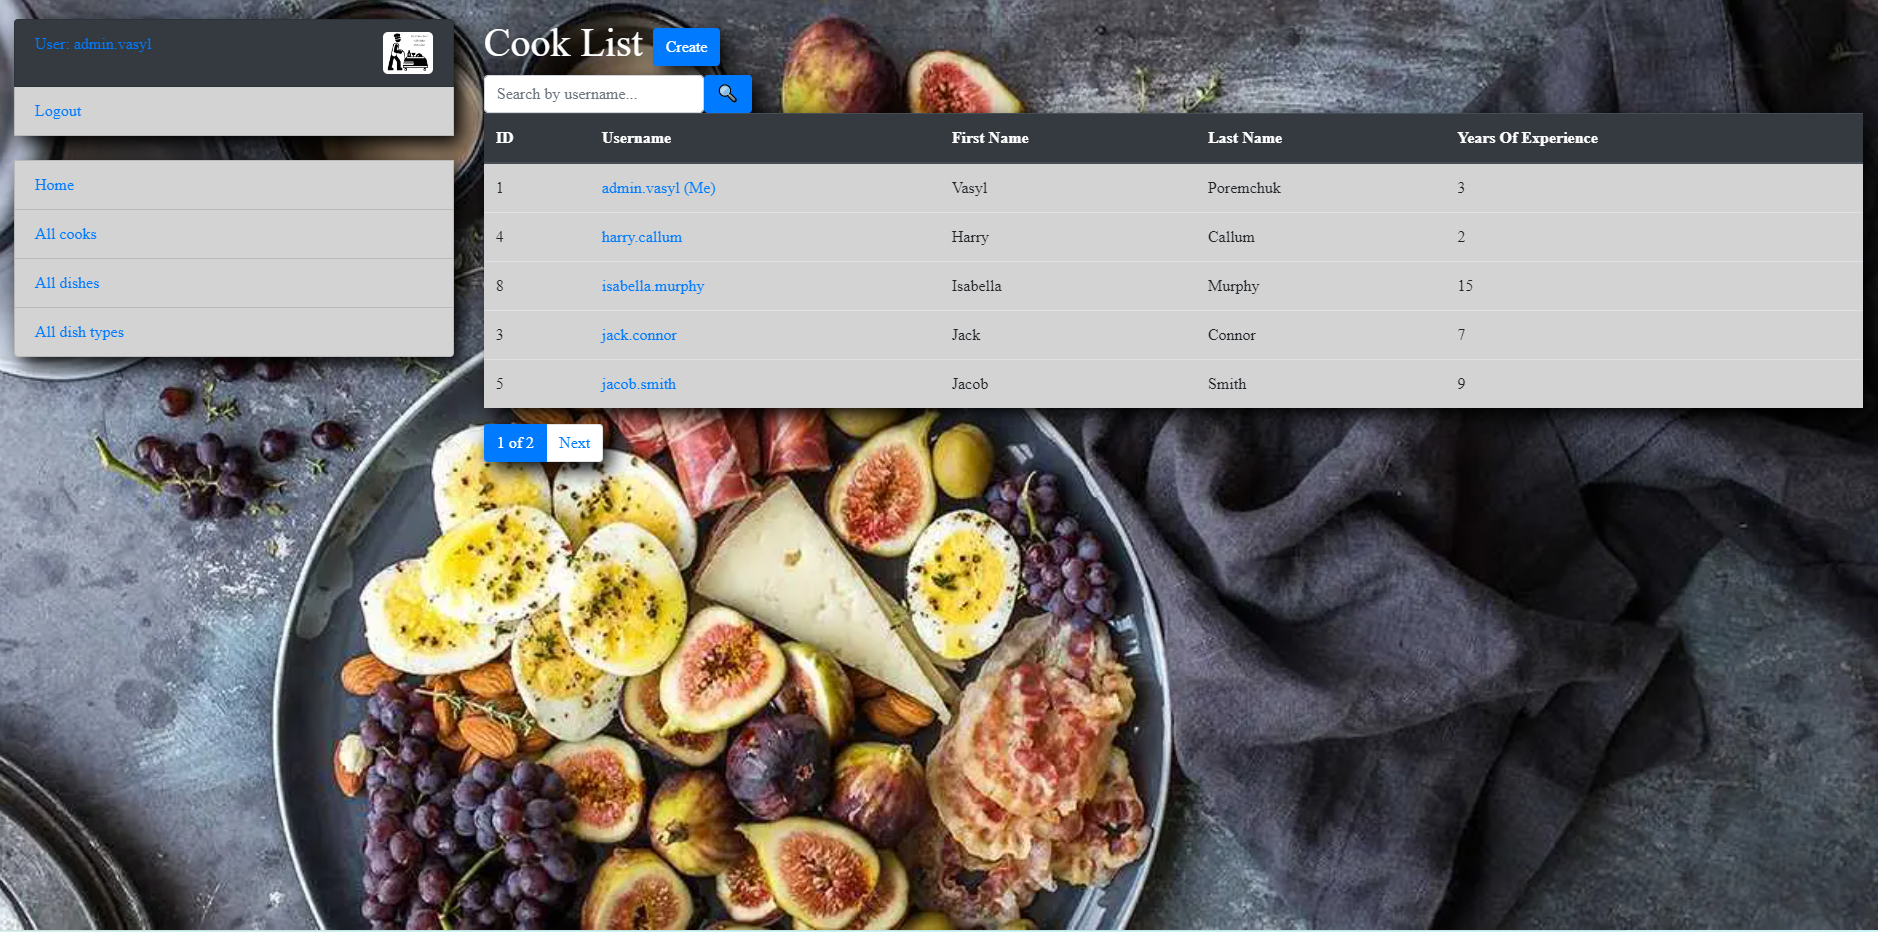 User: admin.vasyl
Logout
Home
All cooks
All dishes
All dish types
Cook List Create
Search by username...
ID Username First Name Last Name Years Of Experience
1 admin.vasyl (Me) Vasyl Poremchuk 3
4 harry.callum Harry Callum 2
8 isabella.murphy Isabella Murphy 15
3 jack.connor Jack Connor 7
5 jacob.smith Jacob Smith 9
1 of 2 Next